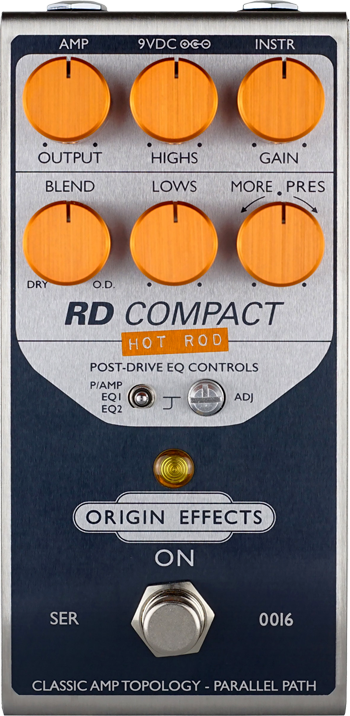 AMP 9VDC INSTR
OUTPUT HIGHS GAIN
BLEND LOWS MORE PRES
DRY O.D.
RD COMPACT
HOT ROD
POST-DRIVE EQ CONTROLS
P/AMP
EQ1 ADJ
EQ2
ORIGIN EFFECTS
ON
SER 0016
CLASSIC AMP TOPOLOGY - PARALLEL PATH